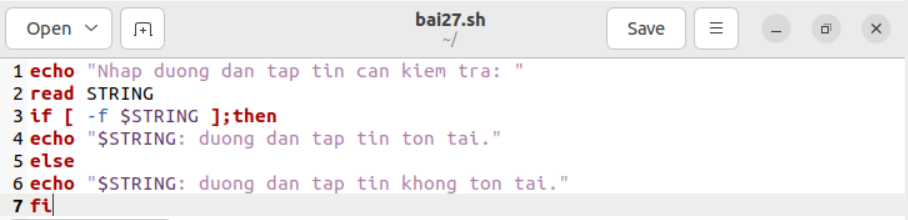 Open bai27.sh Save
~/
1 echo "Nhap duong dan tap tin can kiem tra: "
2 read STRING
3 if [ -f $STRING ];then
4 echo "$STRING: duong dan tap tin ton tai."
5 else
6 echo "$STRING: duong dan tap tin khong ton tai."
7 fi